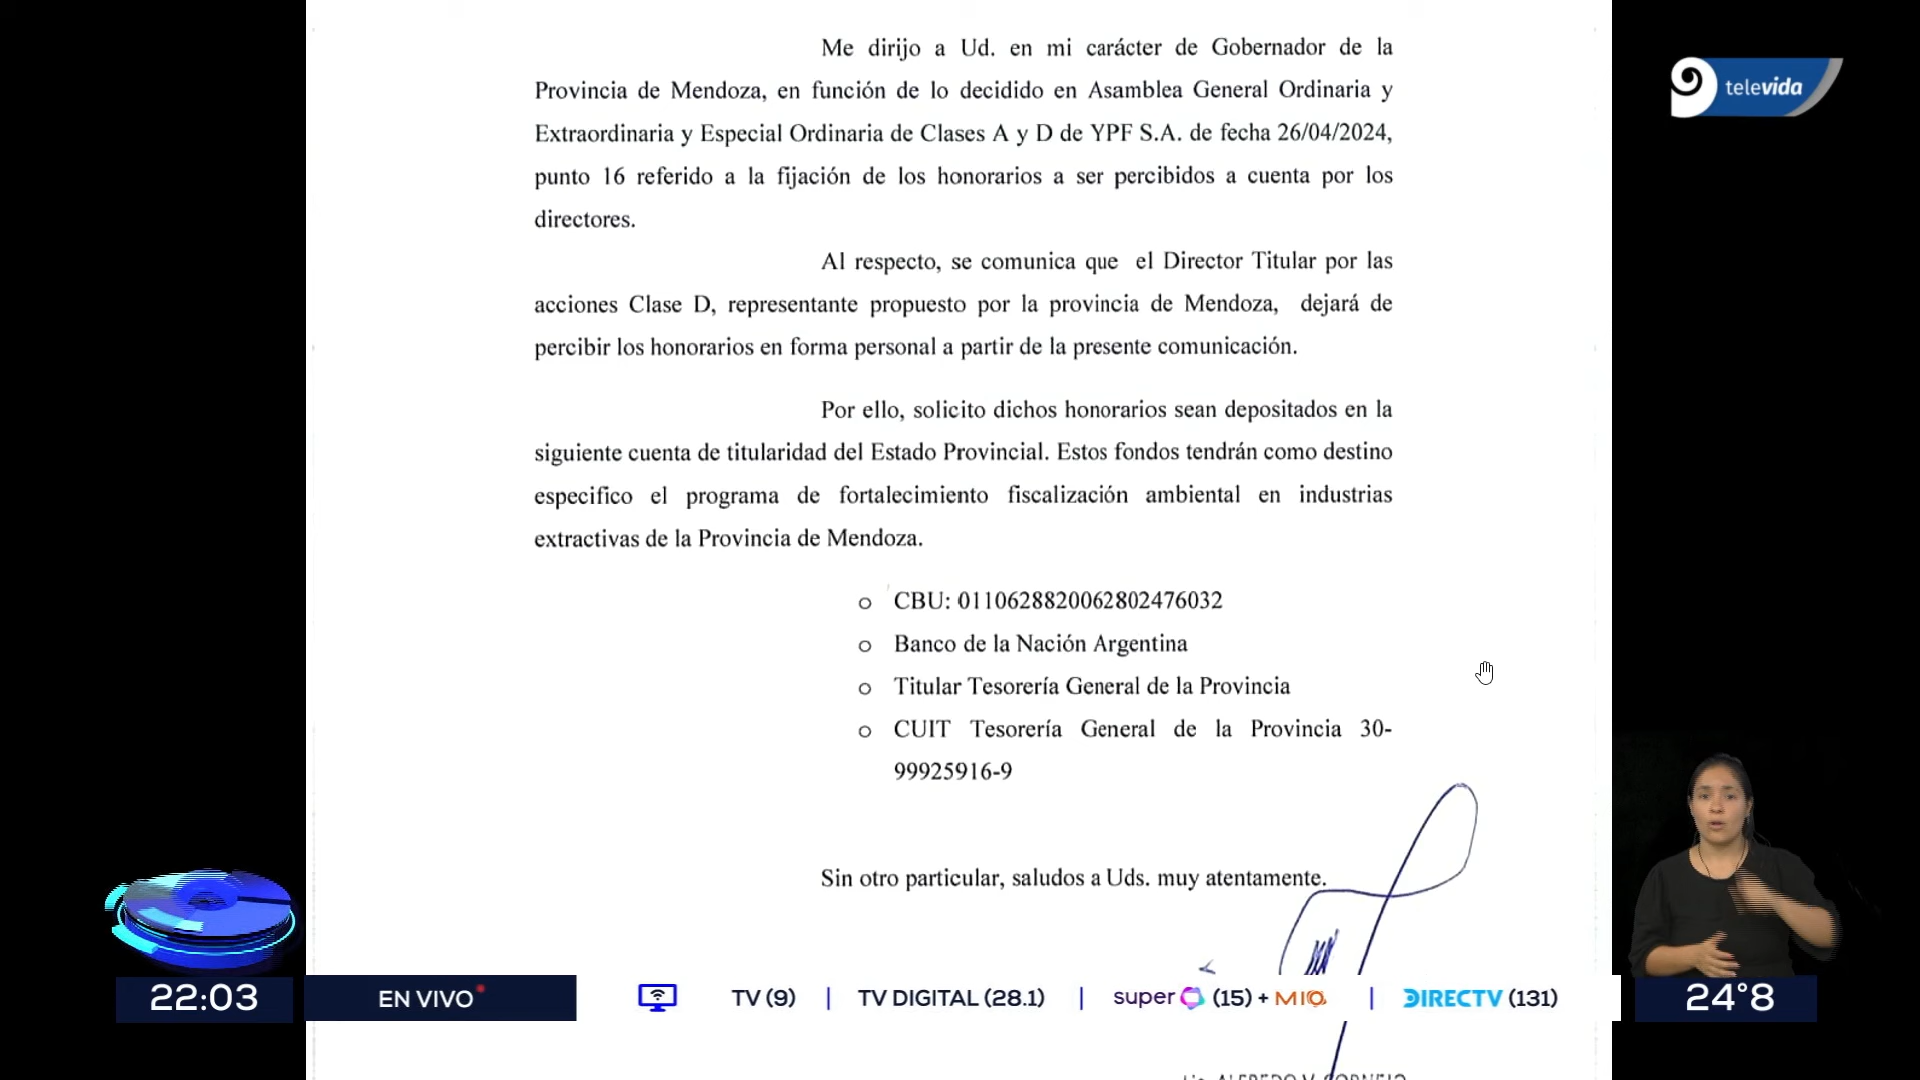 Me dirijo a Ud. en mi carácter de Gobernador de la
Provincia de Mendoza, en función de lo decidido en Asamblea General Ordinaria y
Extraordinaria y Especial Ordinaria de Clases A y D de YPF S.A. de fecha 26/04/2024,
punto 16 referido a la fijación de los honorarios a ser percibidos a cuenta por los
directores.
Al respecto, se comunica que el Director Titular por las
acciones Clase D, representante propuesto por la provincia de Mendoza, dejará de
percibir los honorarios en forma personal a partir de la presente comunicación.
Por ello, solicito dichos honorarios sean depositados en la
siguiente cuenta de titularidad del Estado Provincial. Estos fondos tendrán como destino
especifico el programa de fortalecimiento fiscalización ambiental en industrias
extractivas de la Provincia de Mendoza.
o CBU: 0110628820062802476032
o Banco de la Nación Argentina
o Titular Tesorería General de la Provincia
o CUIT Tesorería General de la Provincia 30-
99925916-9
Sin otro particular, saludos a Uds. muy atentamente.
9 televida
22:03
EN VIVO
TV (9) | TV DIGITAL (28.1) | super (15) + MIO | DIRECTV (131)
24°8